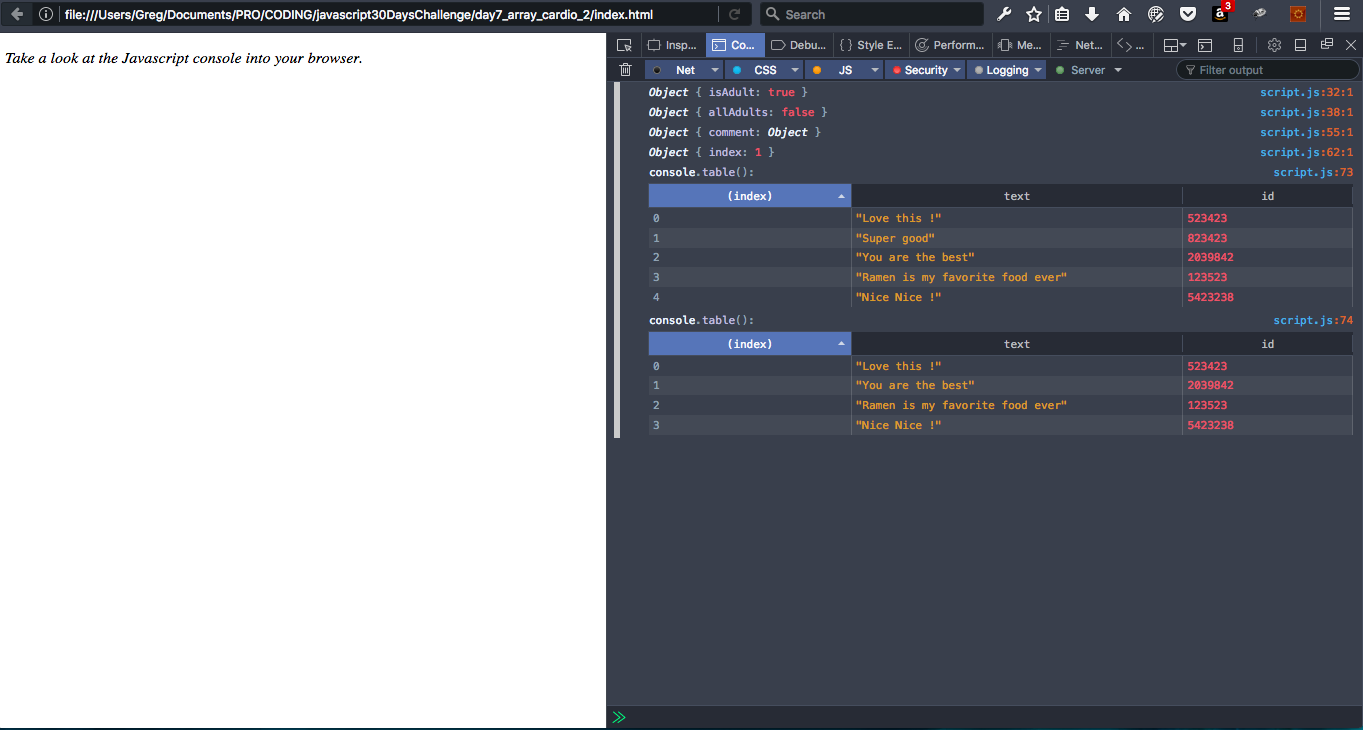 file:///Users/Greg/Documents/PRO/CODING/javascript30DaysChallenge/day7_array_cardio_2/index.html Search 3
Take a look at the Javascript console into your browser.
Insp... Co... Debu... { } Style E... Perform... Me... Net... <> ...
Net CSS JS Security Logging Server Filter output
Object { isAdult: true } script.js:32:1
Object { allAdults: false } script.js:38:1
Object { comment: Object } script.js:55:1
Object { index: 1 } script.js:62:1
console.table(): script.js:73
(index) text id
0 "Love this !" 523423
1 "Super good" 823423
2 "You are the best" 2039842
3 "Ramen is my favorite food ever" 123523
4 "Nice Nice !" 5423238
console.table(): script.js:74
(index) text id
0 "Love this !" 523423
1 "You are the best" 2039842
2 "Ramen is my favorite food ever" 123523
3 "Nice Nice !" 5423238